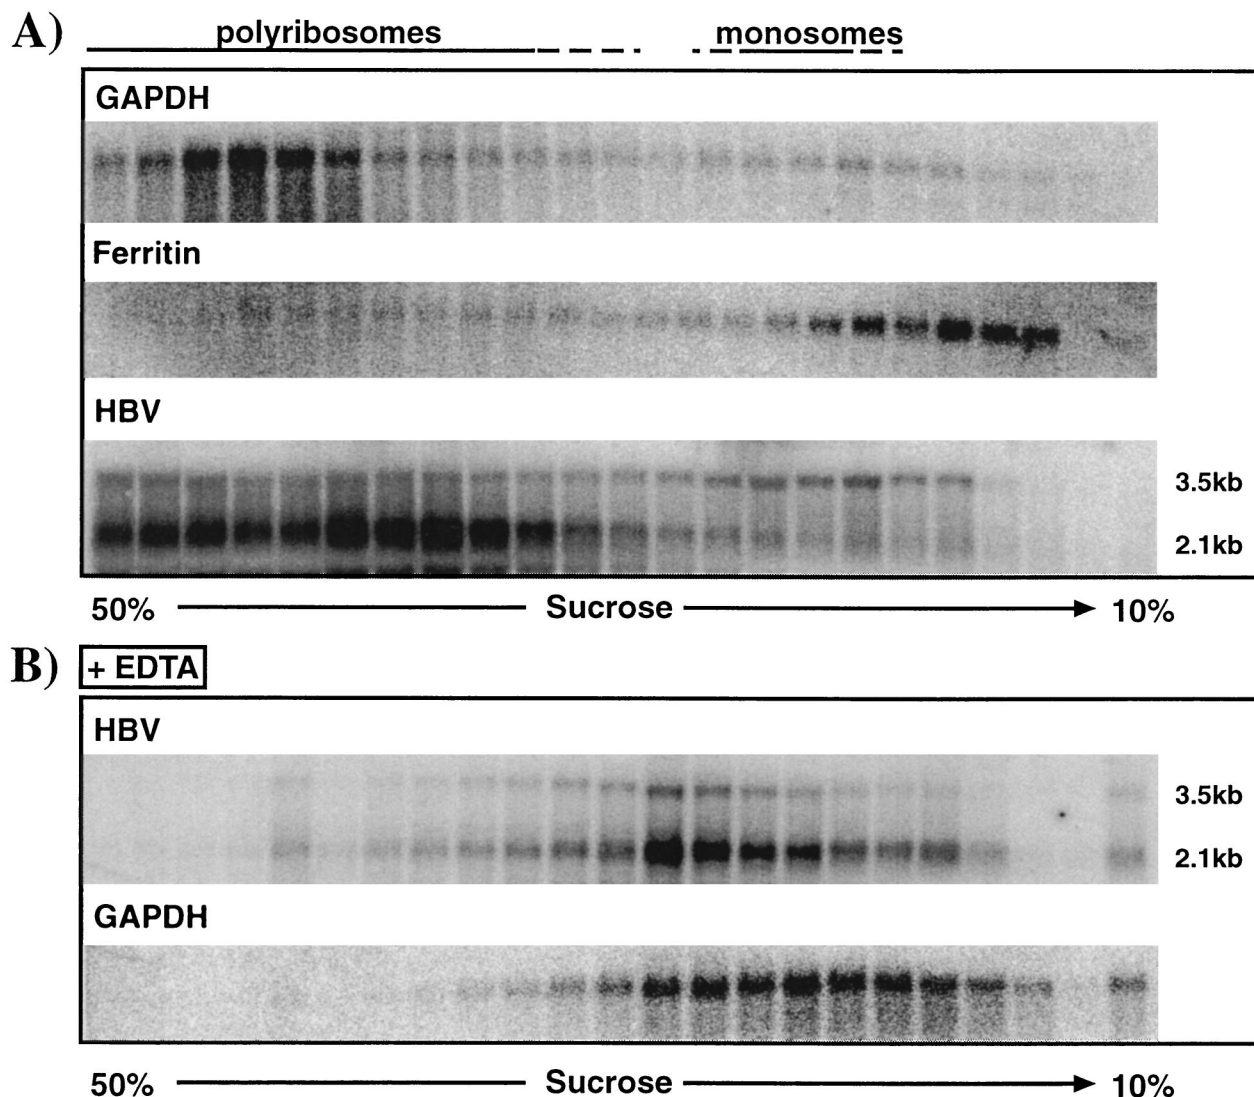 A)
polyribosomes monosomes
GAPDH
Ferritin
HBV
3.5kb
2.1kb
50% Sucrose 10%
B) + EDTA
HBV
3.5kb
2.1kb
GAPDH
50% Sucrose 10%